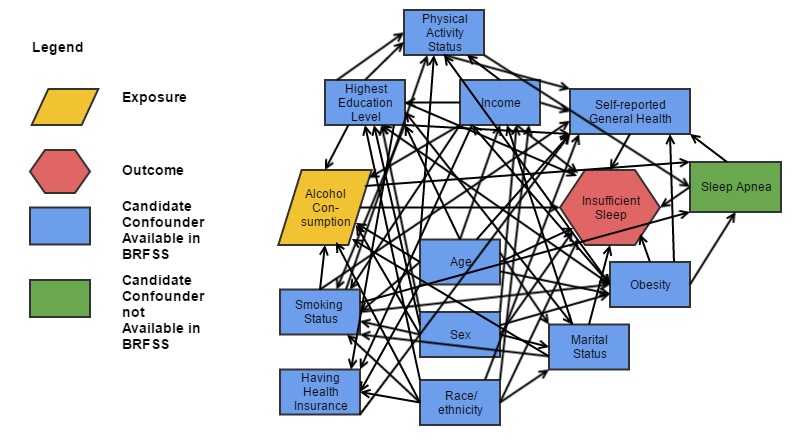 Legend
Exposure
Outcome
Candidate
Confounder
Available in
BRFSS
Candidate
Confounder
not
Available in
BRFSS
Physical
Activity
Status
Highest
Education
Level
Income
Self-reported
General Health
Alcohol
Con-
sumption
Insufficient
Sleep
Sleep Apnea
Age
Obesity
Smoking
Status
Sex
Marital
Status
Having
Health
Insurance
Race/
ethnicity